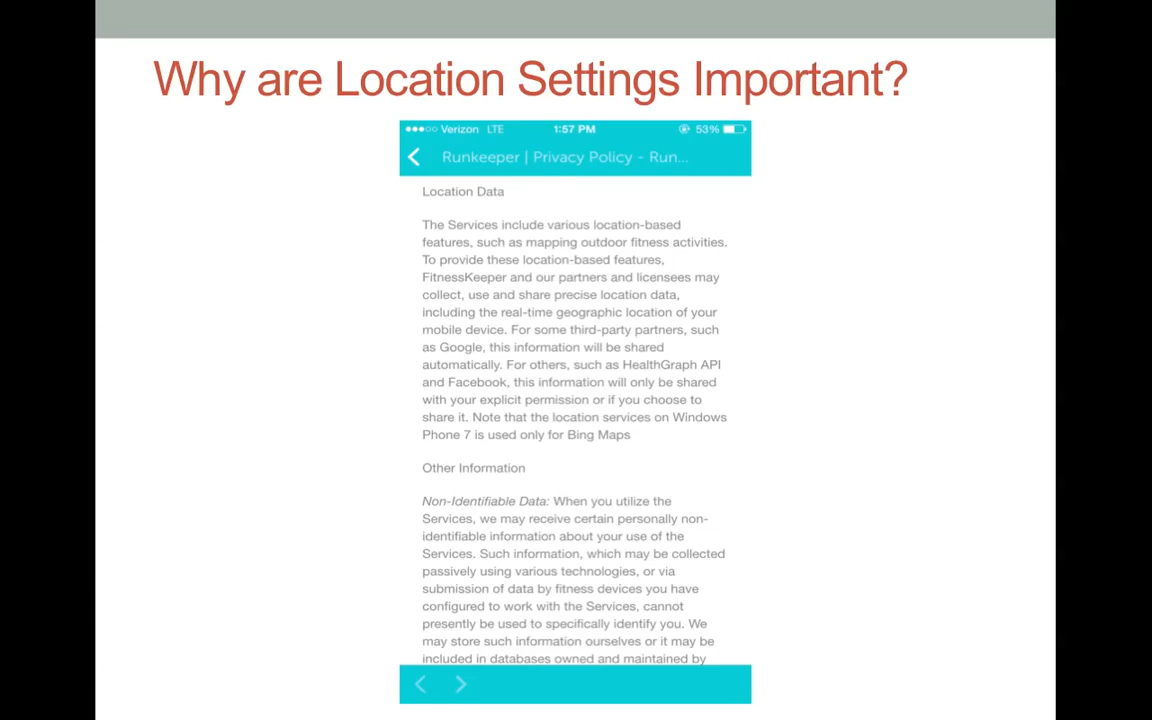 Why are Location Settings Important?
Verizon LTE 1:57 PM 53%
Runkeeper | Privacy Policy - Run...
Location Data
The Services include various location-based
features, such as mapping outdoor fitness activities.
To provide these location-based features,
FitnessKeeper and our partners and licensees may
collect, use and share precise location data,
including the real-time geographic location of your
mobile device. For some third-party partners, such
as Google, this information will be shared
automatically. For others, such as HealthGraph API
and Facebook, this information will only be shared
with your explicit permission or if you choose to
share it. Note that the location services on Windows
Phone 7 is used only for Bing Maps
Other Information
Non-Identifiable Data: When you utilize the
Services, we may receive certain personally non-
identifiable information about your use of the
Services. Such information, which may be collected
passively using various technologies, or via
submission of data by fitness devices you have
configured to work with the Services, cannot
presently be used to specifically identify you. We
may store such information ourselves or it may be
included in databases owned and maintained by